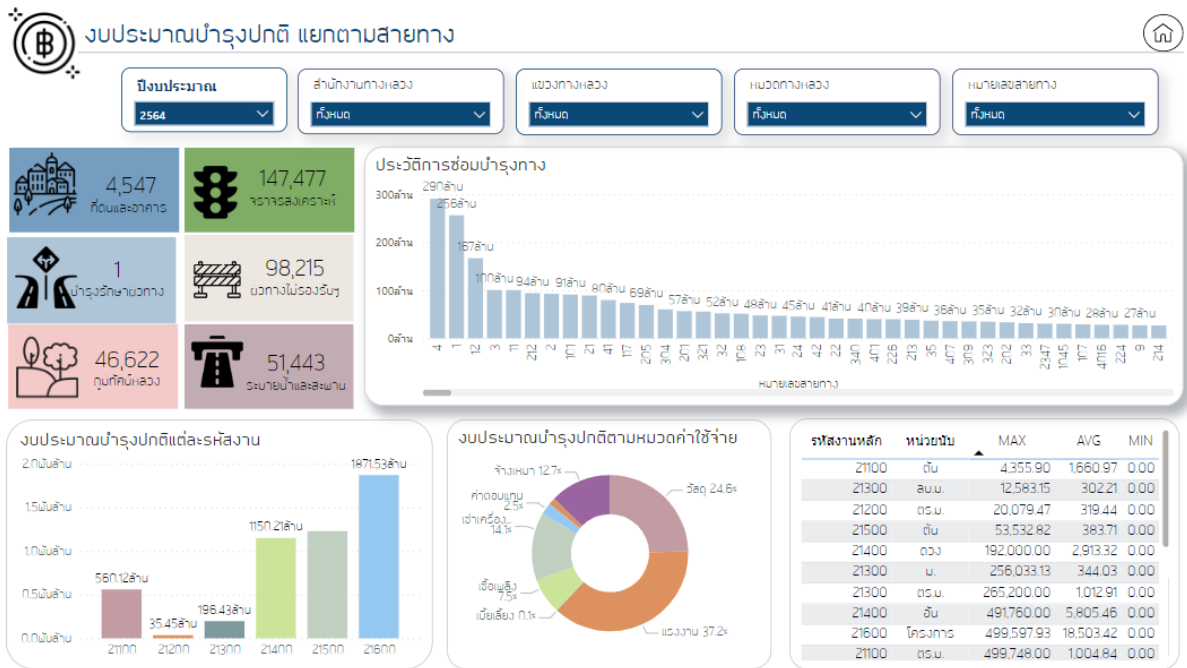 งบประมาณบำรุงปกติ แยกตามสายทาง
ปีงบประมาณ
2564
สำนักงานทางหลวง
ทั้งหมด
แขวงทางหลวง
ทั้งหมด
หมวดทางหลวง
ทั้งหมด
หมายเลขสายทาง
ทั้งหมด
4,547
ที่ดินและอาคาร
147,477
จราจรสงเคราะห์
1
บำรุงรักษายวทาง
98,215
ยวทางไม่รองรับฯ
46,622
ภูมิทัศน์หลวง
51,443
ระบายน้ำและสะพาน
ประวัติการซ่อมบำรุงทาง
300ล้าน
200ล้าน
100ล้าน
0ล้าน
290ล้าน 256ล้าน 167ล้าน 100ล้าน 94ล้าน 91ล้าน 80ล้าน 69ล้าน 57ล้าน 52ล้าน 48ล้าน 45ล้าน 41ล้าน 40ล้าน 39ล้าน 36ล้าน 35ล้าน 32ล้าน 30ล้าน 28ล้าน 27ล้าน
4 1 12 3 11 212 2 101 21 41 117 205 304 201 321 32 108 23 31 24 42 22 340 401 226 213 35 407 309 323 202 33 2347 1045 107 4016 224 9 214
หมายเลขสายทาง
งบประมาณบำรุงปกติแต่ละรหัสงาน
2.0พันล้าน
1.5พันล้าน
1.0พันล้าน
0.5พันล้าน
0.0พันล้าน
560.12ล้าน
35.45ล้าน
196.43ล้าน
1150.21ล้าน
1871.53ล้าน
21100 21200 21300 21400 21500 21600
งบประมาณบำรุงปกติตามหมวดค่าใช้จ่าย
จ้างเหมา 12.7%
ค่าตอบแทน
2.5%
เช่าเครื่อง...
14.1%
เชื้อเพลิง
7.5%
เบี้ยเลี้ยง 0.1%
วัสดุ 24.6%
แรงงาน 37.2%
รหัสงานหลัก หน่วยนับ MAX AVG MIN
21100 ตัน 4,355.90 1,660.97 0.00
21300 ลบ.ม. 12,583.15 302.21 0.00
21200 ตร.ม. 20,079.47 319.44 0.00
21500 ตัน 53,532.82 383.71 0.00
21400 ดวง 192,000.00 2,913.32 0.00
21300 ม. 256,033.13 344.03 0.00
21300 ตร.ม. 265,200.00 1,012.91 0.00
21400 อัน 491,760.00 5,805.46 0.00
21600 โครงการ 499,597.93 18,503.42 0.00
21100 ตร.ม. 499,748.00 1,004.84 0.00